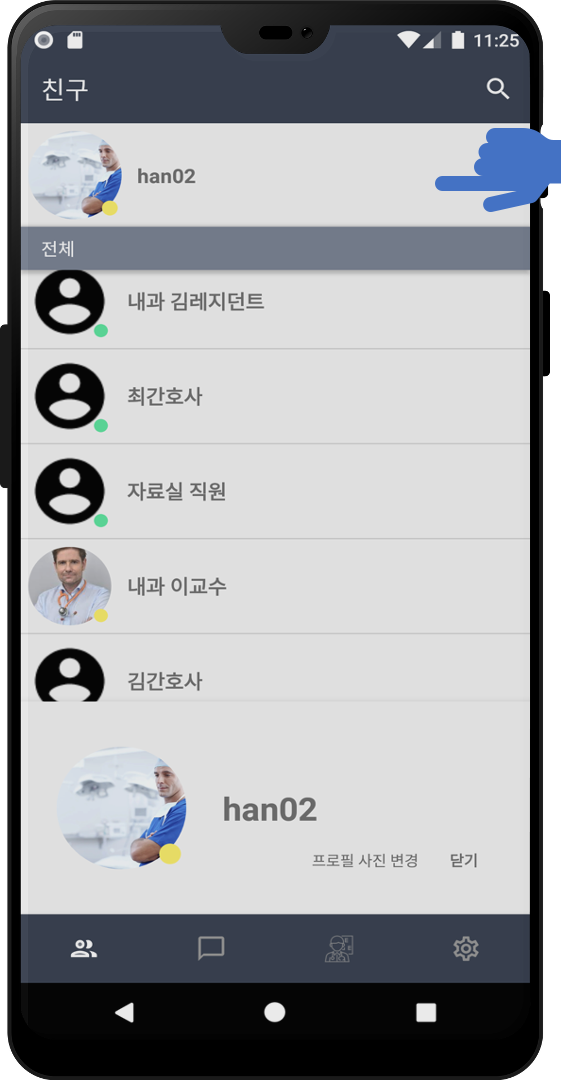 11:25
친구
han02
전체
내과 김레지던트
최간호사
자료실 직원
내과 이교수
김간호사
han02
프로필 사진 변경 닫기